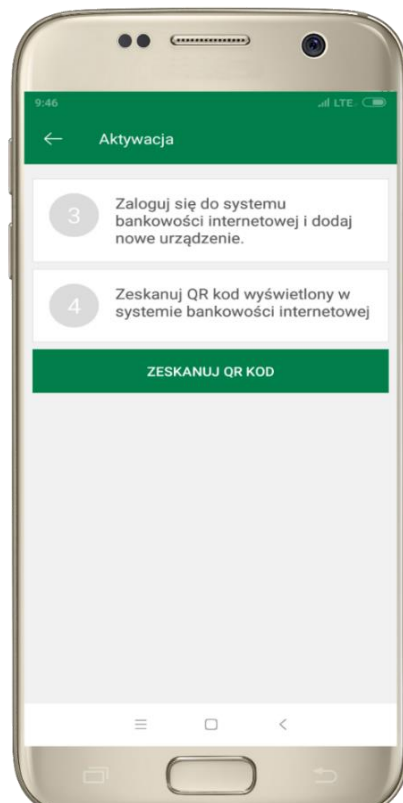 9:46
LTE
Aktywacja
3
Zaloguj się do systemu
bankowości internetowej i dodaj
nowe urządzenie.
4
Zeskanuj QR kod wyświetlony w
systemie bankowości internetowej
ZESKANUJ QR KOD